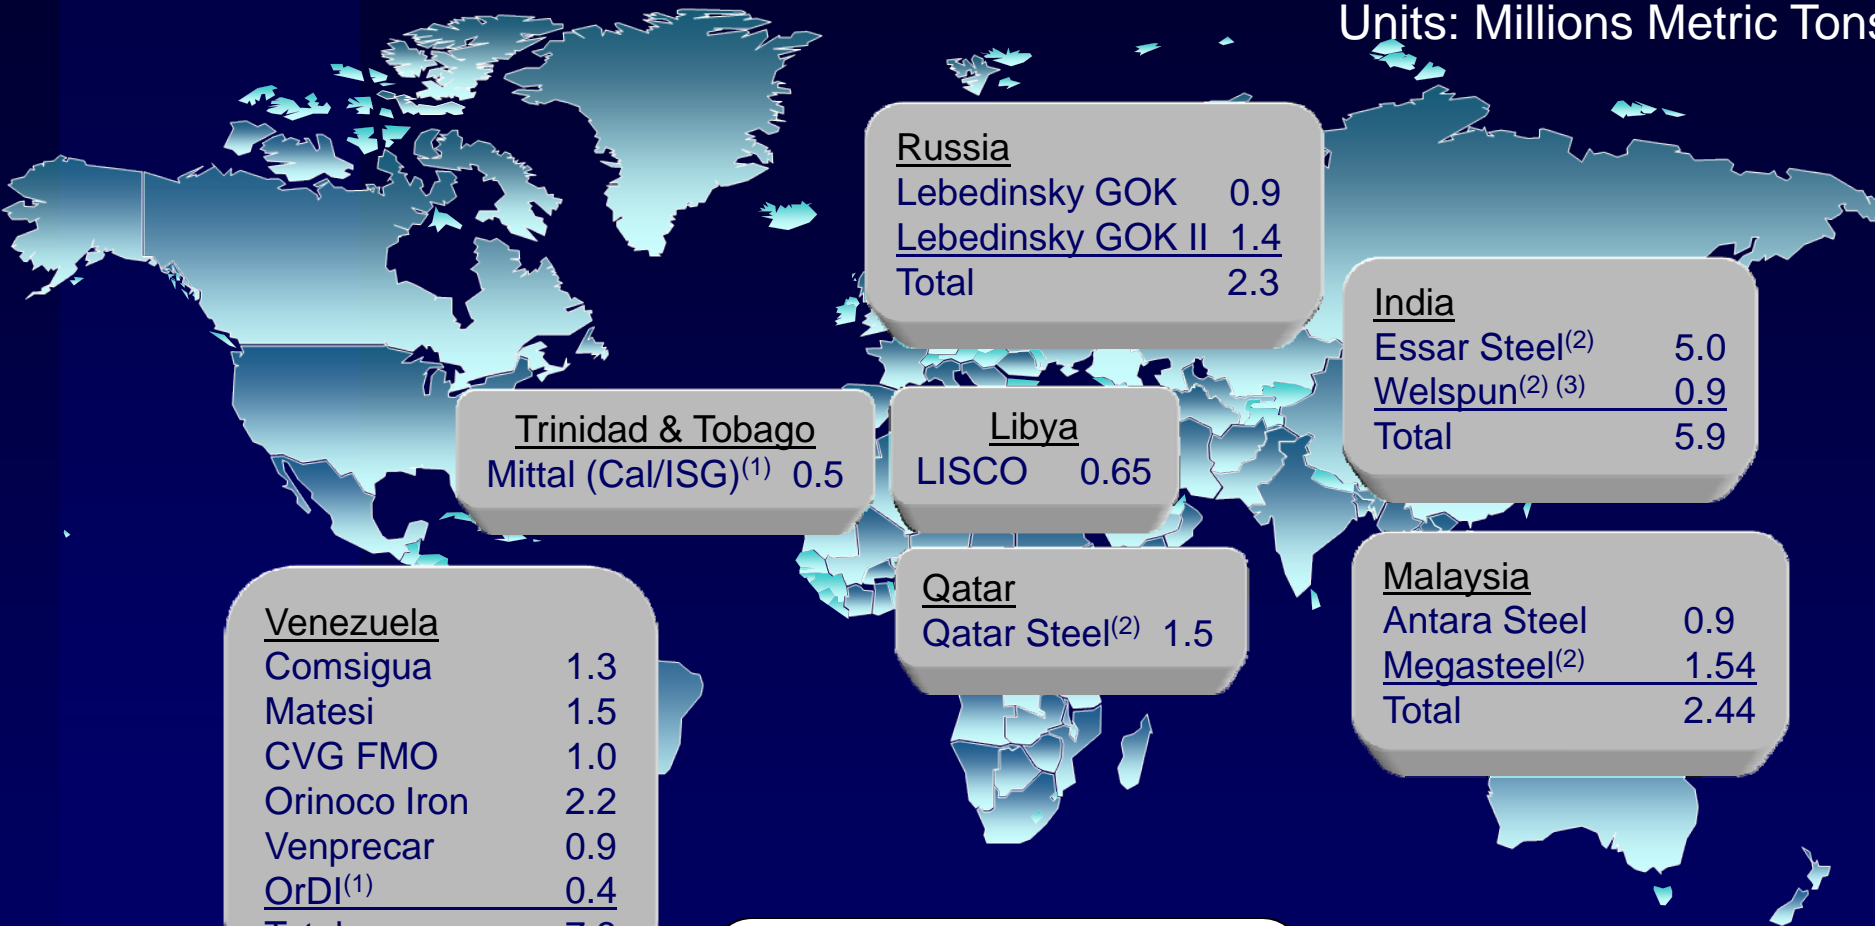 Units: Millions Metric Tons
Russia
Lebedinsky GOK 0.9
Lebedinsky GOK II 1.4
Total 2.3
India
Essar Steel(2) 5.0
Welspun(2) (3) 0.9
Total 5.9
Trinidad & Tobago
Mittal (Cal/ISG)(1) 0.5
Libya
LISCO 0.65
Qatar
Qatar Steel(2) 1.5
Malaysia
Antara Steel 0.9
Megasteel(2) 1.54
Total 2.44
Venezuela
Comsigua 1.3
Matesi 1.5
CVG FMO 1.0
Orinoco Iron 2.2
Venprecar 0.9
OrDI(1) 0.4
Total